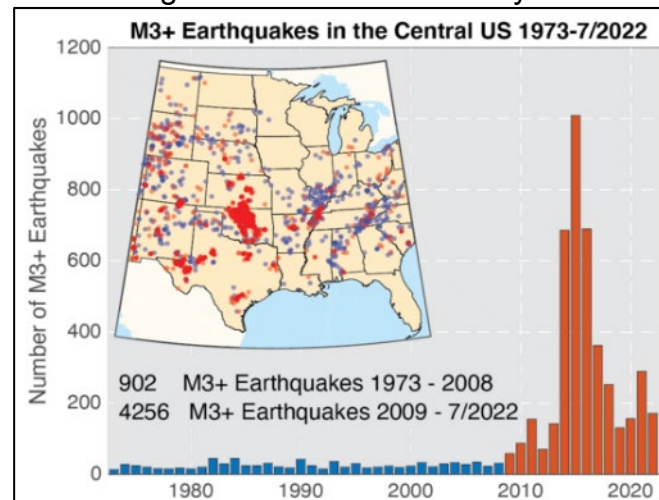 M3+ Earthquakes in the Central US 1973-7/2022
Number of M3+ Earthquakes
1200
1000
800
600
400
200
0
902 M3+ Earthquakes 1973 - 2008
4256 M3+ Earthquakes 2009 - 7/2022
1980 1990 2000 2010 2020